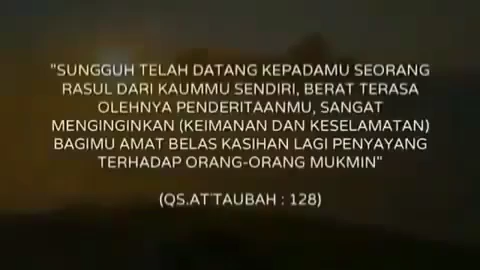 "SUNGGUH TELAH DATANG KEPADAMU SEORANG
RASUL DARI KAUMMU SENDIRI, BERAT TERASA
OLEHNYA PENDERITAANMU, SANGAT
MENGINGINKAN (KEIMANAN DAN KESELAMATAN)
BAGIMU AMAT BELAS KASIHAN LAGI PENYAYANG
TERHADAP ORANG-ORANG MUKMIN"
(QS.AT'TAUBAH : 128)